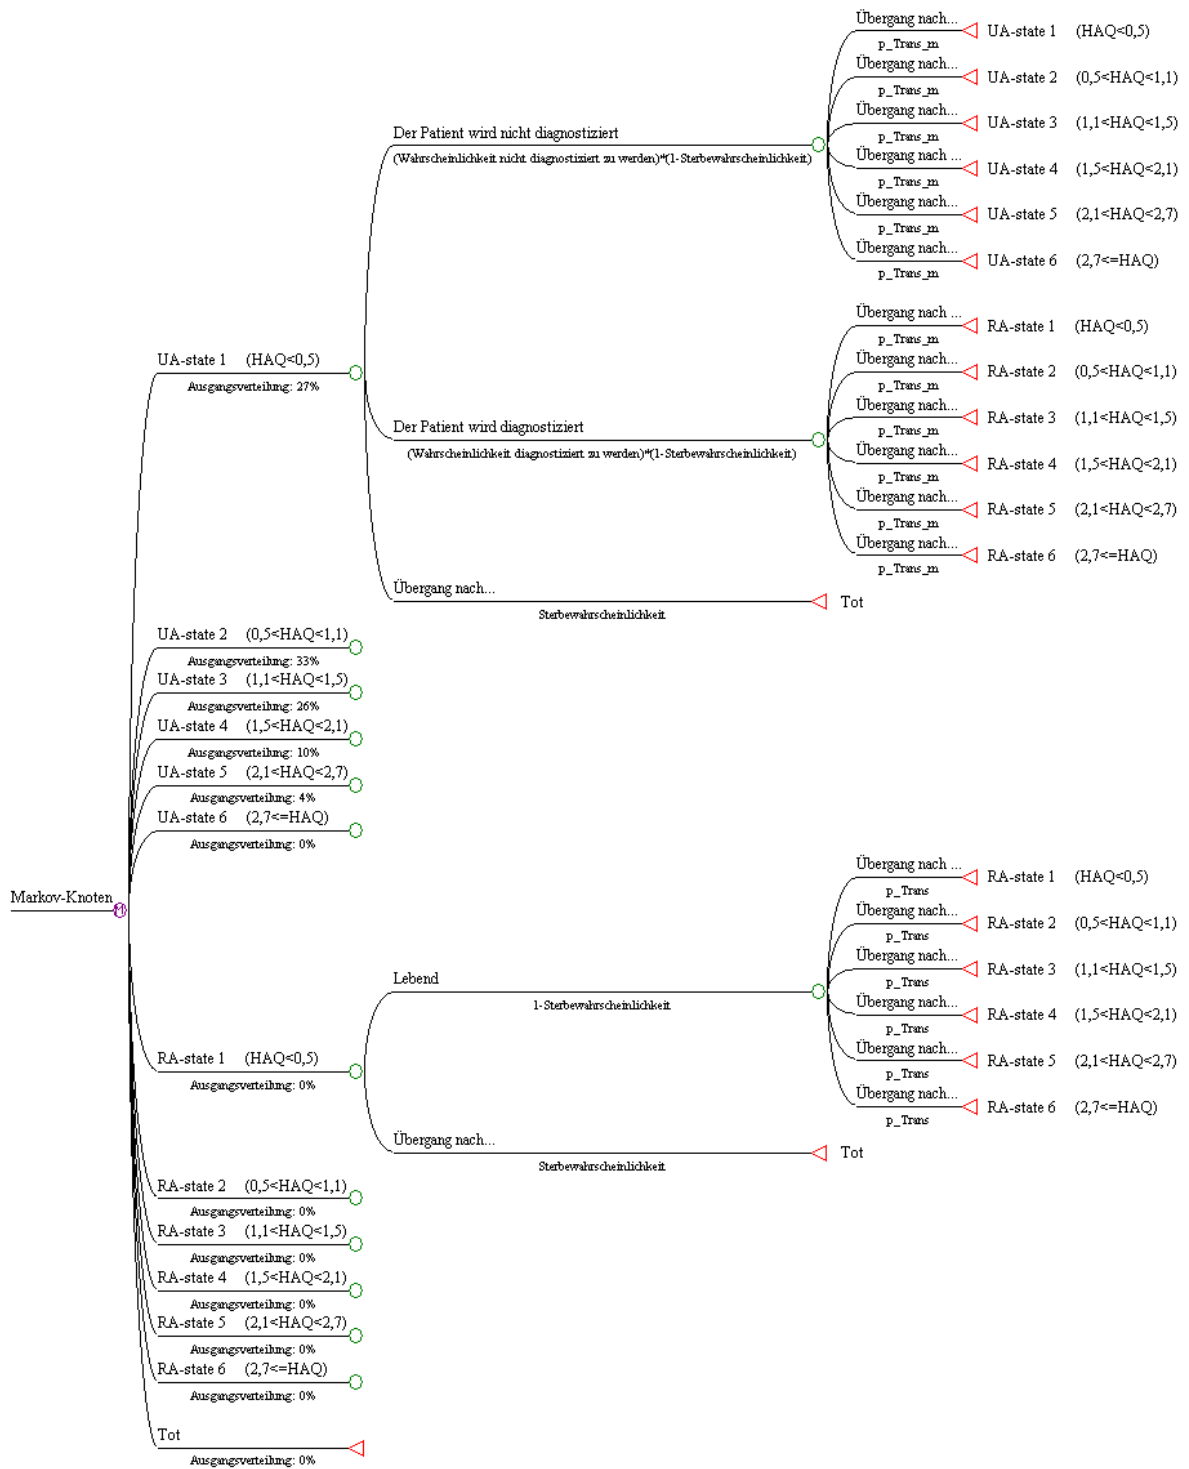 Übergang nach...
p_Trans_m
UA-state 1 (HAQ<0,5)
Übergang nach...
p_Trans_m
UA-state 2 (0,5<HAQ<1,1)
Übergang nach...
p_Trans_m
UA-state 3 (1,1<HAQ<1,5)
Übergang nach ...
p_Trans_m
UA-state 4 (1,5<HAQ<2,1)
Übergang nach...
p_Trans_m
UA-state 5 (2,1<HAQ<2,7)
Übergang nach...
p_Trans_m
UA-state 6 (2,7<=HAQ)
Der Patient wird nicht diagnostiziert
(Wahrscheinlichkeit nicht diagnostiziert zu werden)*(1-Sterbewahrscheinlichkeit)
Übergang nach ...
p_Trans_m
RA-state 1 (HAQ<0,5)
Übergang nach...
p_Trans_m
RA-state 2 (0,5<HAQ<1,1)
Übergang nach...
p_Trans_m
RA-state 3 (1,1<HAQ<1,5)
Übergang nach...
p_Trans_m
RA-state 4 (1,5<HAQ<2,1)
Übergang nach...
p_Trans_m
RA-state 5 (2,1<HAQ<2,7)
Übergang nach...
p_Trans_m
RA-state 6 (2,7<=HAQ)
UA-state 1 (HAQ<0,5)
Ausgangsverteilung: 27%
Der Patient wird diagnostiziert
(Wahrscheinlichkeit diagnostiziert zu werden)*(1-Sterbewahrscheinlichkeit)
Übergang nach...
Sterbewahrscheinlichkeit
Tot
UA-state 2 (0,5<HAQ<1,1)
Ausgangsverteilung: 33%
UA-state 3 (1,1<HAQ<1,5)
Ausgangsverteilung: 26%
UA-state 4 (1,5<HAQ<2,1)
Ausgangsverteilung: 10%
UA-state 5 (2,1<HAQ<2,7)
Ausgangsverteilung: 4%
UA-state 6 (2,7<=HAQ)
Ausgangsverteilung: 0%
Markov-Knoten
M
Übergang nach ...
p_Trans
RA-state 1 (HAQ<0,5)
Übergang nach...
p_Trans
RA-state 2 (0,5<HAQ<1,1)
Übergang nach...
p_Trans
RA-state 3 (1,1<HAQ<1,5)
Übergang nach...
p_Trans
RA-state 4 (1,5<HAQ<2,1)
Übergang nach...
p_Trans
RA-state 5 (2,1<HAQ<2,7)
Übergang nach...
p_Trans
RA-state 6 (2,7<=HAQ)
Lebend
1-Sterbewahrscheinlichkeit
RA-state 1 (HAQ<0,5)
Ausgangsverteilung: 0%
Übergang nach...
Sterbewahrscheinlichkeit
Tot
RA-state 2 (0,5<HAQ<1,1)
Ausgangsverteilung: 0%
RA-state 3 (1,1<HAQ<1,5)
Ausgangsverteilung: 0%
RA-state 4 (1,5<HAQ<2,1)
Ausgangsverteilung: 0%
RA-state 5 (2,1<HAQ<2,7)
Ausgangsverteilung: 0%
RA-state 6 (2,7<=HAQ)
Ausgangsverteilung: 0%
Tot
Ausgangsverteilung: 0%